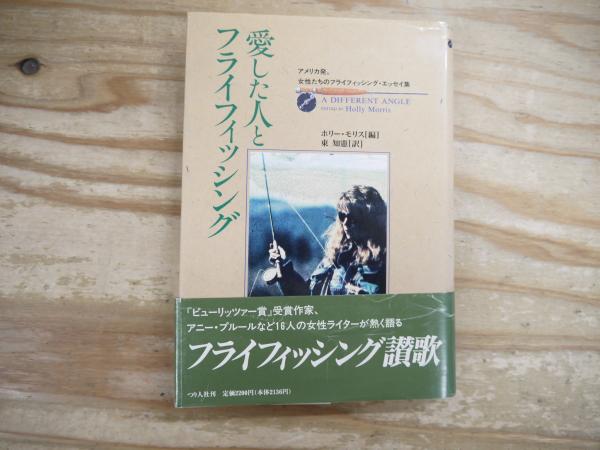 愛した人と
フライフィッシング
アメリカ発。
女性たちのフライフィッシング・エッセイ集
A DIFFERENT ANGLE
EDITED BY Holly Morris
ホリー・モリス[編]
東 知憲[訳]
「ピューリッツァー賞」受賞作家、
アニー・プルールなど16人の女性ライターが熱く語る
フライフィッシング讃歌
つり人社刊 定価2200円(本体2136円)